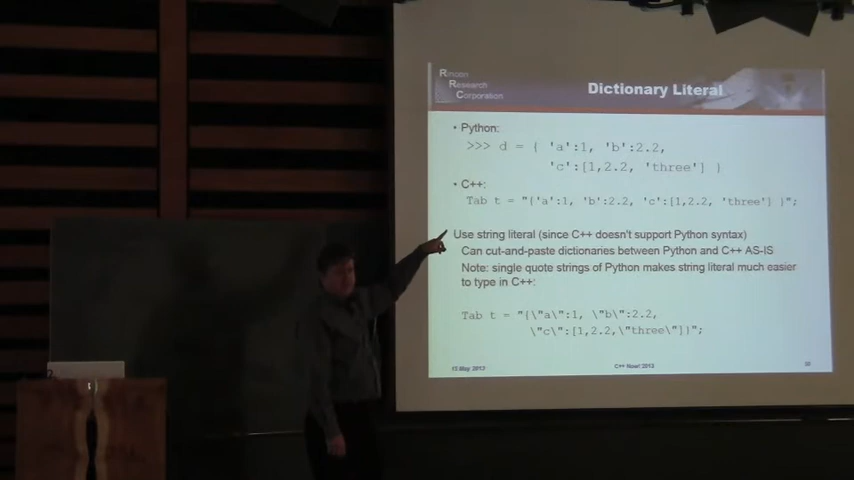 Rincon
Research
Corporation
Dictionary Literal
• Python:
>>> d = { 'a':1, 'b':2.2,
'c':[1,2.2, 'three'] }
• C++:
Tab t = "{'a':1, 'b':2.2, 'c':[1,2.2, 'three'] }";
Use string literal (since C++ doesn't support Python syntax)
Can cut-and-paste dictionaries between Python and C++ AS-IS
Note: single quote strings of Python makes string literal much easier
to type in C++:
Tab t = "{\"a\":1, \"b\":2.2,
\"c\":[1,2.2,\"three\"]}";
15 May 2013
C++ Now! 2013